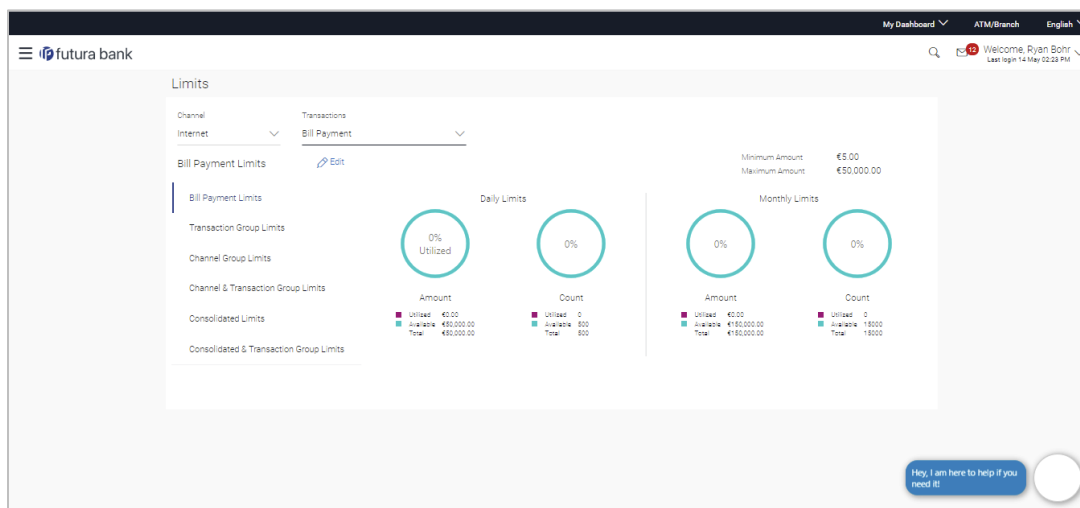 My Dashboard ATM/Branch English
futura bank
12 Welcome, Ryan Bohr
Last login 14 May 02:23 PM
Limits
Channel Transactions
Internet Bill Payment
Bill Payment Limits Edit
Minimum Amount €5.00
Maximum Amount €50,000.00
Bill Payment Limits
Transaction Group Limits
Channel Group Limits
Channel & Transaction Group Limits
Consolidated Limits
Consolidated & Transaction Group Limits
Daily Limits
0%
Utilized
0%
Amount
Utilized €0.00
Available €50,000.00
Total €50,000.00
Count
Utilized 0
Available 500
Total 500
Monthly Limits
0%
0%
Amount
Utilized €0.00
Available €150,000.00
Total €150,000.00
Count
Utilized 0
Available 15000
Total 15000
Hey, I am here to help if you
need it!